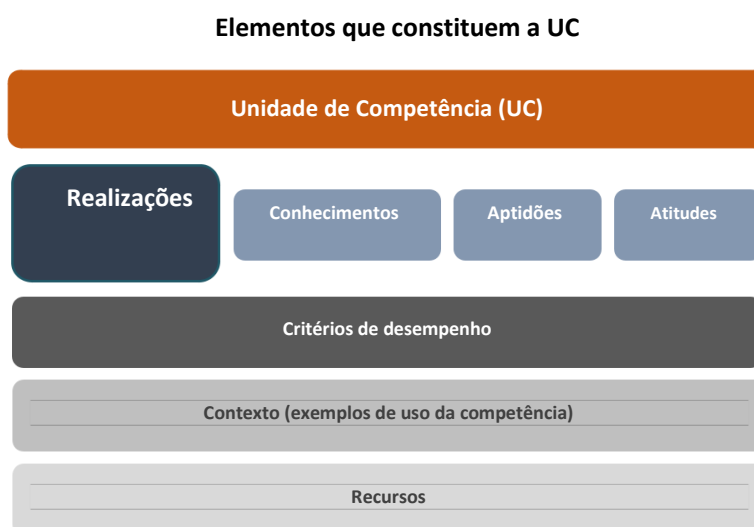 Elementos que constituem a UC
Unidade de Competência (UC)
Realizações
Conhecimentos
Aptidões
Atitudes
Critérios de desempenho
Contexto (exemplos de uso da competência)
Recursos